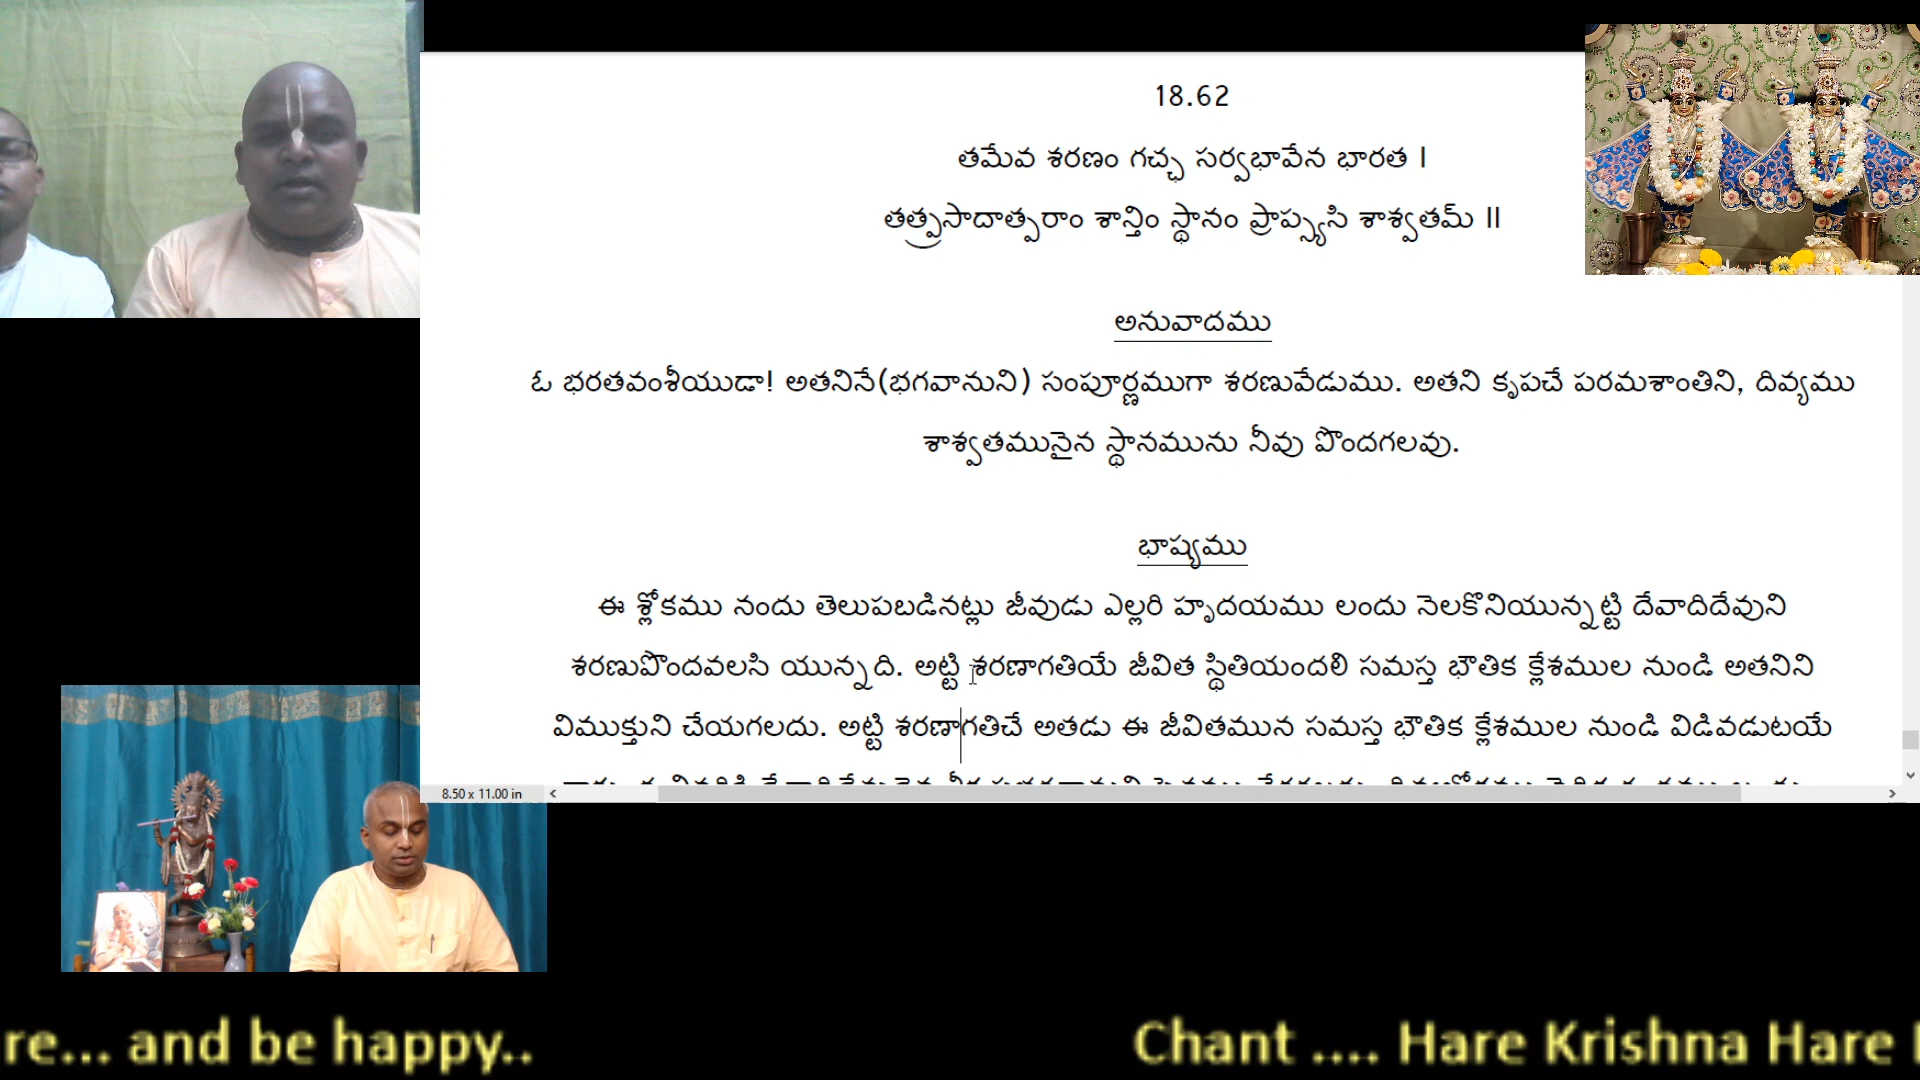 18.62
తమేవ శరణం గచ్ఛ సర్వభావేన భారత |
తత్ప్రసాదాత్పరాం శాన్తిం స్థానం ప్రాప్స్యసి శాశ్వతమ్ ||
అనువాదము
ఓ భరతవంశీయుడా! అతనినే(భగవానుని) సంపూర్ణముగా శరణువేడుము. అతని కృపచే పరమశాంతిని, దివ్యము
శాశ్వతమునైన స్థానమును నీవు పొందగలవు.
భాష్యము
ఈ శ్లోకము నందు తెలుపబడినట్లు జీవుడు ఎల్లరి హృదయము లందు నెలకొనియున్నట్టి దేవాదిదేవుని
శరణుపొందవలసి యున్నది. అట్టి శరణాగతియే జీవిత స్థితియందలి సమస్త భౌతిక క్లేశముల నుండి అతనిని
విముక్తుని చేయగలదు. అట్టి శరణాగతిచే అతడు ఈ జీవితమున సమస్త భౌతిక క్లేశముల నుండి విడివడుటయే
8.50 x 11.00 in
re... and be happy.. Chant .... Hare Krishna Hare